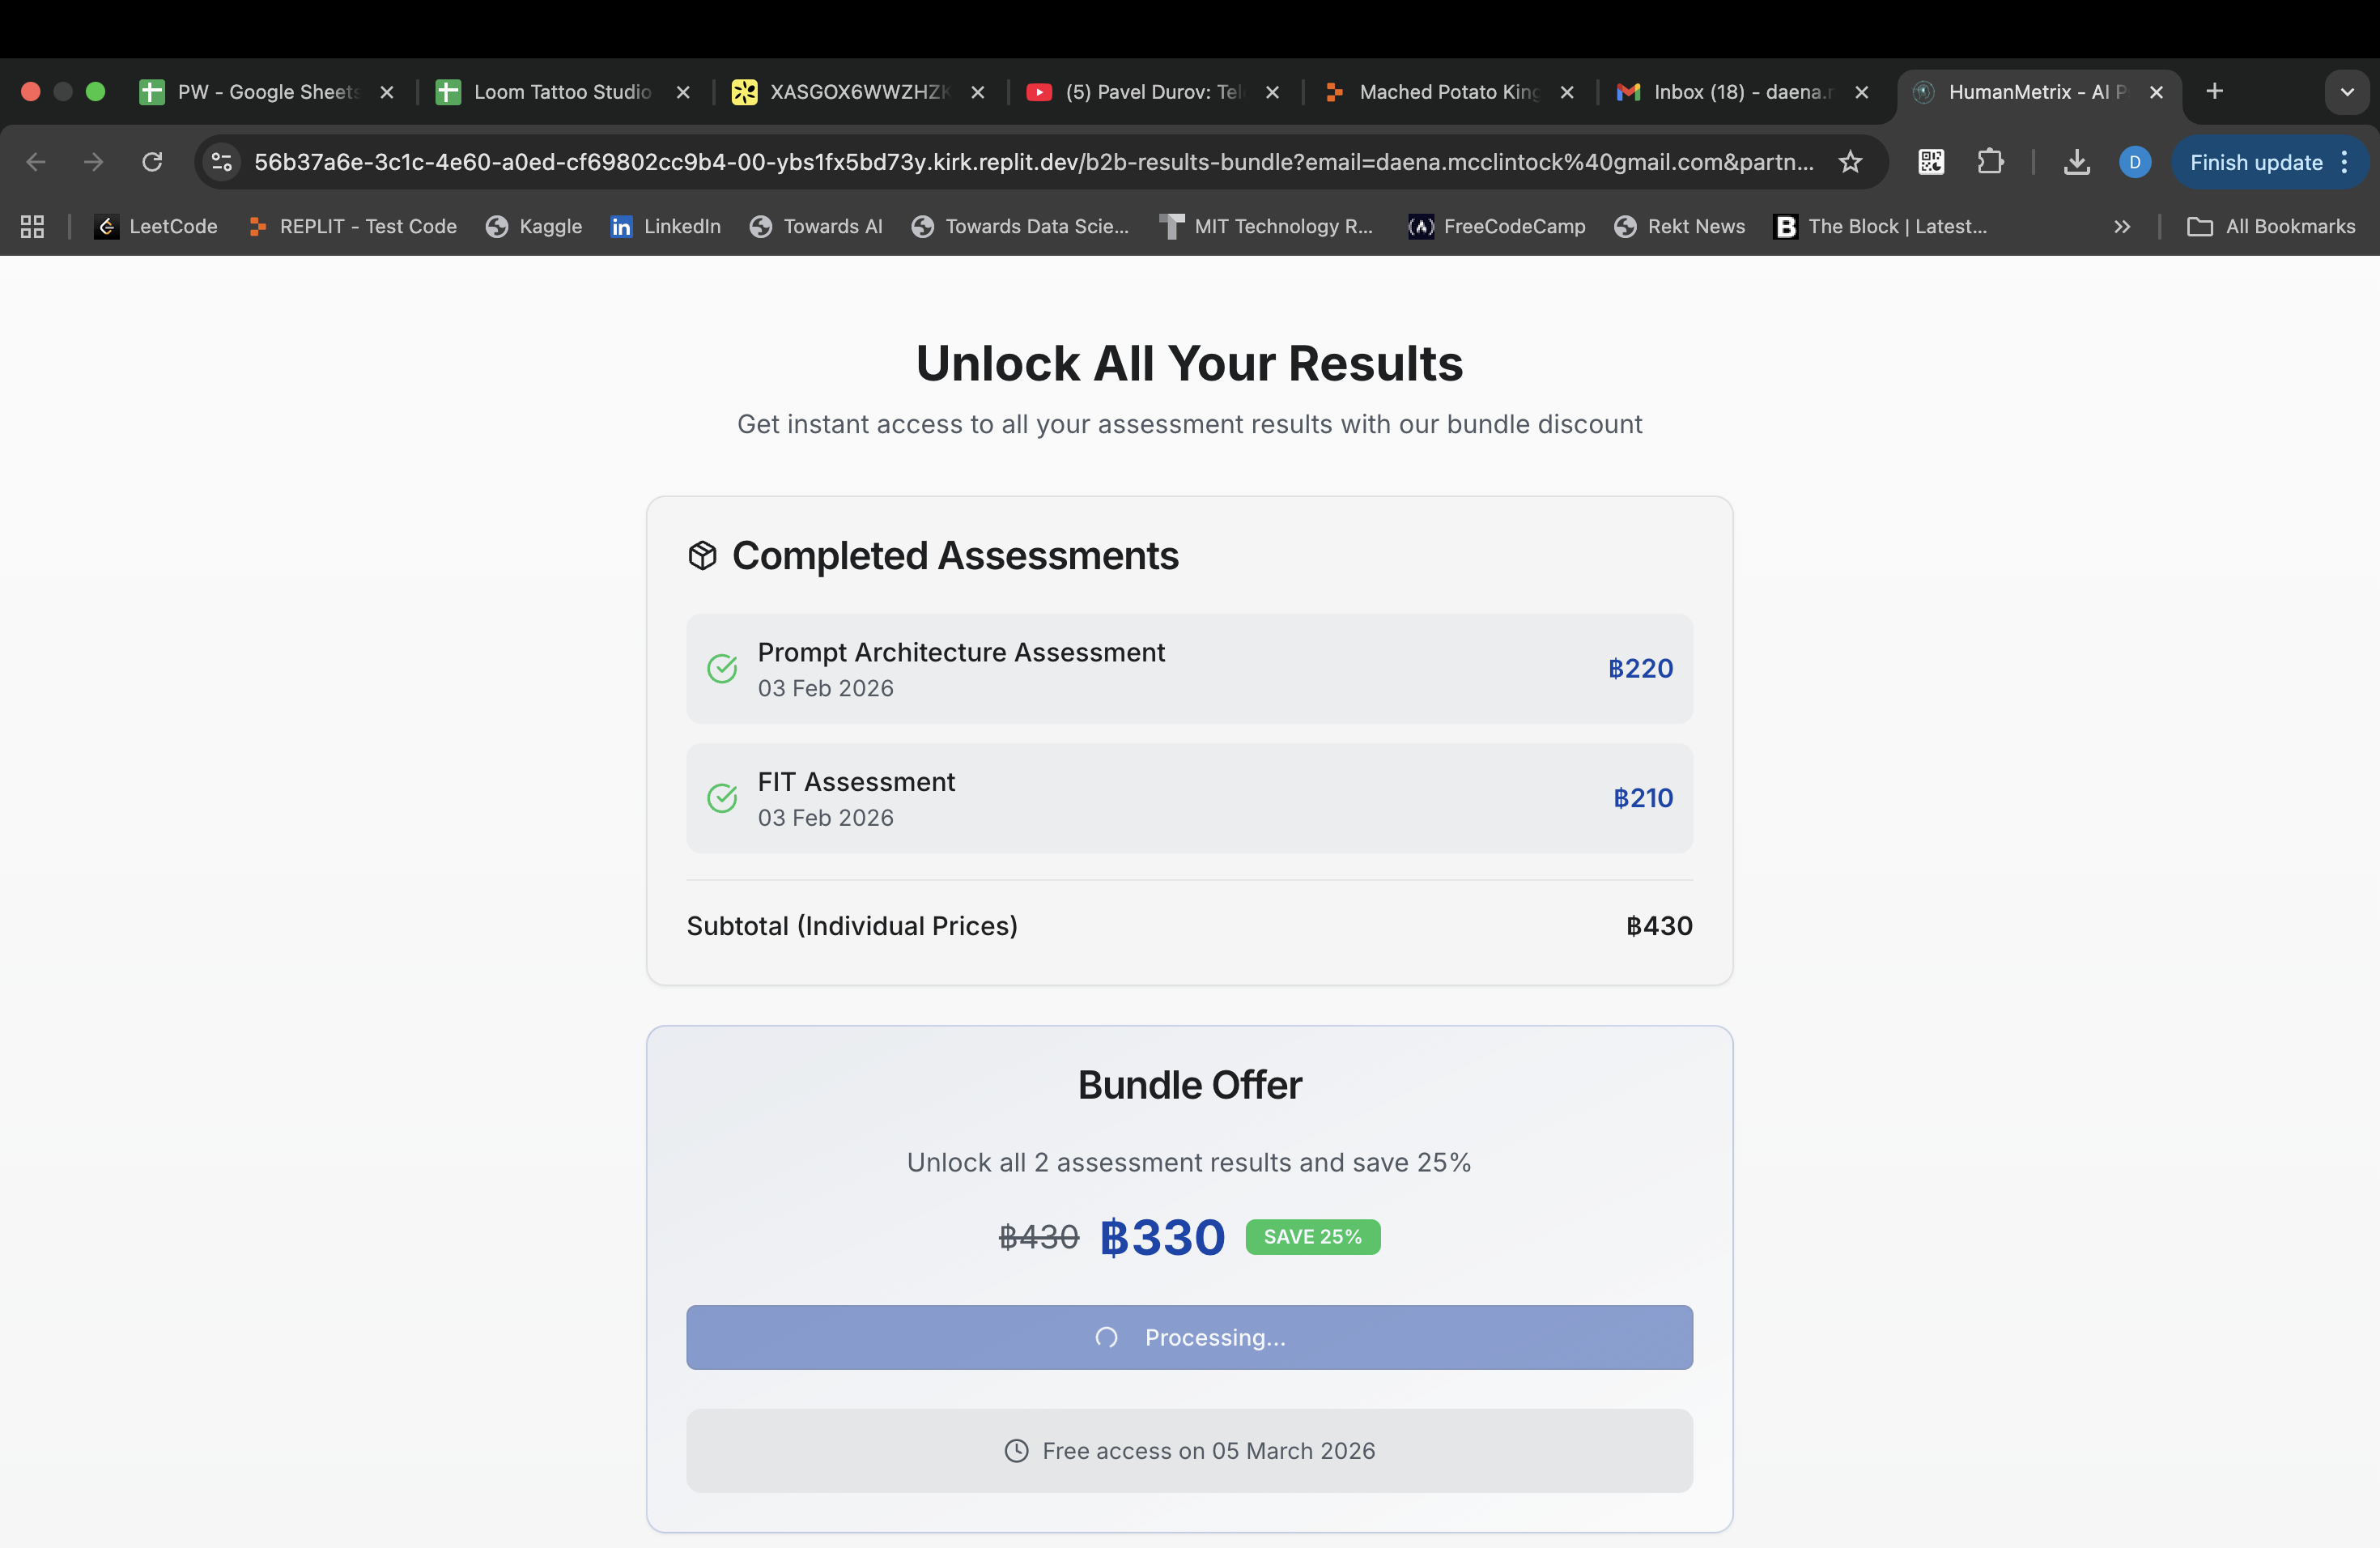 PW - Google Sheets
Loom Tattoo Studio
XASGOX6WWZHZK
(5) Pavel Durov: Tel
Mached Potato King
Inbox (18) - daena.r
HumanMetrix - AI P
56b37a6e-3c1c-4e60-a0ed-cf69802cc9b4-00-ybs1fx5bd73y.kirk.replit.dev/b2b-results-bundle?email=daena.mcclintock%40gmail.com&partn...
D
Finish update
LeetCode
REPLIT - Test Code
Kaggle
in LinkedIn
Towards AI
Towards Data Scie...
MIT Technology R...
FreeCodeCamp
Rekt News
B The Block | Latest...
All Bookmarks
Unlock All Your Results
Get instant access to all your assessment results with our bundle discount
Completed Assessments
Prompt Architecture Assessment
03 Feb 2026
฿220
FIT Assessment
03 Feb 2026
฿210
Subtotal (Individual Prices)
฿430
Bundle Offer
Unlock all 2 assessment results and save 25%
฿430 ฿330 SAVE 25%
Processing...
Free access on 05 March 2026